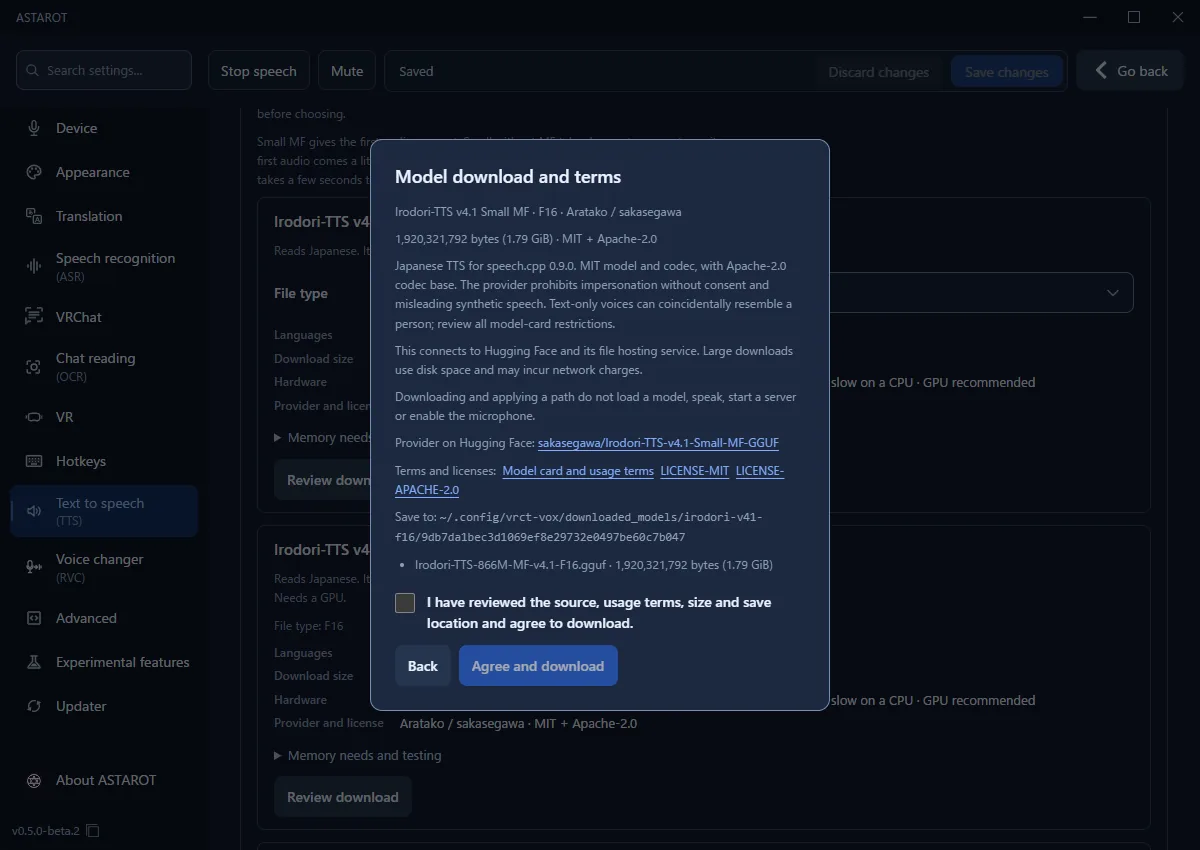 ASTAROT
Search settings...
Stop speech
Mute
Saved
Discard changes
Save changes
Go back
Device
Appearance
Translation
Speech recognition
(ASR)
VRChat
Chat reading
(OCR)
VR
Hotkeys
Text to speech
(TTS)
Voice changer
(RVC)
Advanced
Experimental features
Updater
About ASTAROT
v0.5.0-beta.2
before choosing.
Small MF gives the
first audio comes a
takes a few seconds
Irodori-TTS v4
Reads Japanese.
File type
Languages
Download size
Hardware
slow on a CPU · GPU recommended
Provider and
Memory
Review
Model download and terms
Irodori-TTS v4.1 Small MF · F16 · Aratako / sakasegawa
1,920,321,792 bytes (1.79 GiB) · MIT + Apache-2.0
Japanese TTS for speech.cpp 0.9.0. MIT model and codec, with Apache-2.0
codec base. The provider prohibits impersonation without consent and
misleading synthetic speech. Text-only voices can coincidentally resemble a
person; review all model-card restrictions.
This connects to Hugging Face and its file hosting service. Large downloads
use disk space and may incur network charges.
Downloading and applying a path do not load a model, speak, start a server
or enable the microphone.
Provider on Hugging Face: sakasegawa/Irodori-TTS-v4.1-Small-MF-GGUF
Terms and licenses: Model card and usage terms LICENSE-MIT LICENSE-
APACHE-2.0
Save to: ~/.config/vrct-vox/downloaded_models/irodori-v41-
f16/9db7da1bec3d1069ef8e29732e0497be60c7b047
• Irodori-TTS-866M-MF-v4.1-F16.gguf · 1,920,321,792 bytes (1.79 GiB)
I have reviewed the source, usage terms, size and save
location and agree to download.
Back
Agree and download
Irodori-TTS v4
Reads Japanese.
Needs a GPU.
File type: F16
Languages
Download size
Hardware
slow on a CPU · GPU recommended
Provider and license Aratako / sakasegawa · MIT + Apache-2.0
Memory needs and testing
Review download